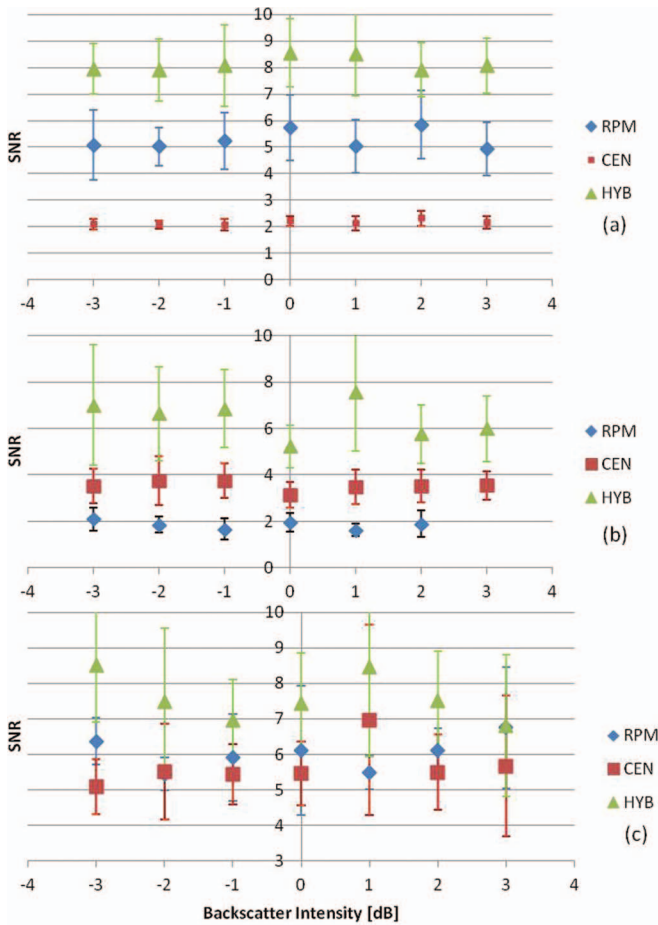 10
9
8
7
6
5
4
3
2
1
0
SNR
-4 -3 -2 -1 0 1 2 3 4
RPM
CEN
HYB
(a)
10
8
6
4
2
0
SNR
-4 -3 -2 -1 0 1 2 3 4
RPM
CEN
HYB
(b)
10
9
8
7
6
5
4
3
SNR
-4 -3 -2 -1 0 1 2 3 4
RPM
CEN
HYB
(c)
Backscatter Intensity [dB]